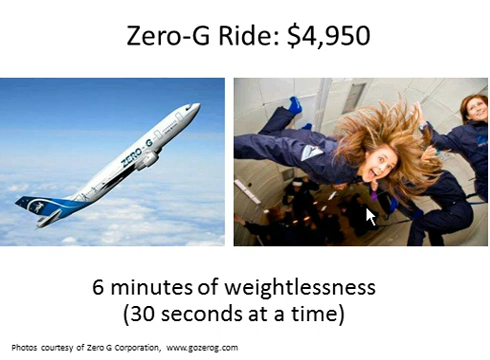 Zero-G Ride: $4,950
ZERO-G
6 minutes of weightlessness
(30 seconds at a time)
Photos courtesy of Zero G Corporation, www.gozerog.com